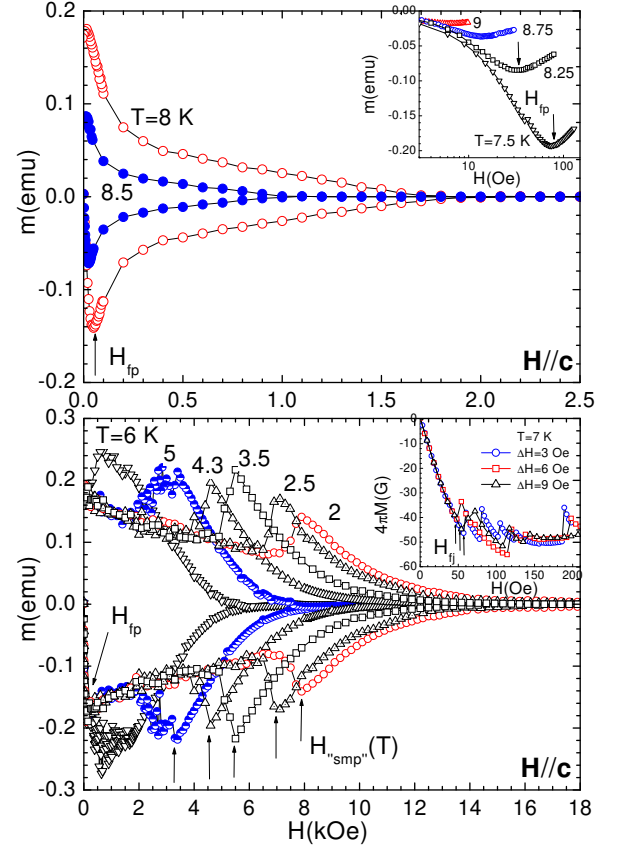 0.2
0.1
0.0
-0.1
-0.2
m(emu)
T=8 K
8.5
H_fp
H//c
0.0 0.5 1.0 1.5 2.0 2.5
0.00
-0.05
-0.10
-0.15
-0.20
m(emu)
9
8.75
8.25
H_fp
T=7.5 K
10 100
H(Oe)
0.3
0.2
0.1
0.0
-0.1
-0.2
-0.3
m(emu)
T=6 K
5
4.3
3.5
2.5
2
H_fp
H"smp"(T)
H//c
0 2 4 6 8 10 12 14 16 18
H(kOe)
0
-10
-20
-30
-40
-50
-60
4πM(G)
T=7 K
ΔH=3 Oe
ΔH=6 Oe
ΔH=9 Oe
H_fj
0 50 100 150 200
H(Oe)